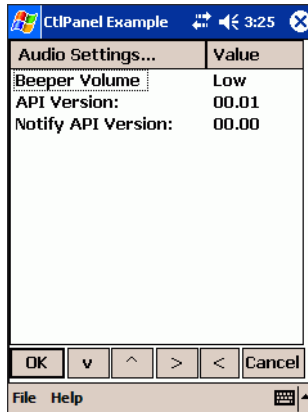 CtlPanel Example 3:25
Audio Settings... Value
Beeper Volume Low
API Version: 00.01
Notify API Version: 00.00
OK v ^ > < Cancel
File Help